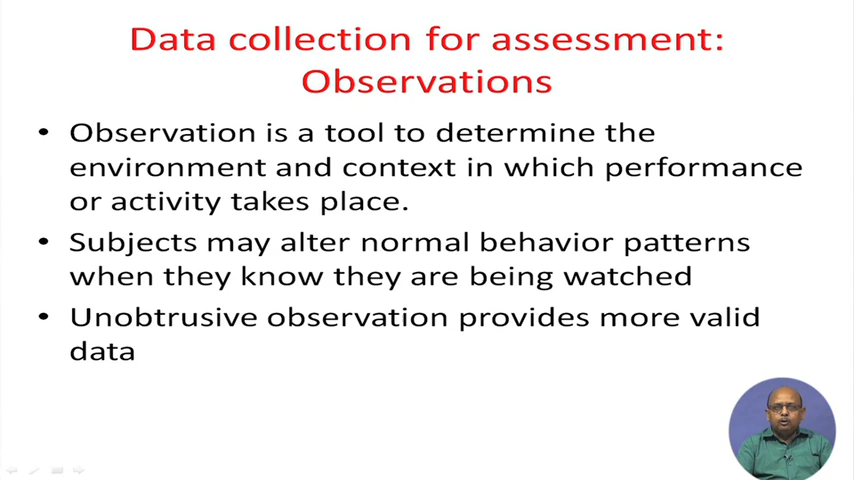 Data collection for assessment:
Observations
• Observation is a tool to determine the
environment and context in which performance
or activity takes place.
• Subjects may alter normal behavior patterns
when they know they are being watched
• Unobtrusive observation provides more valid
data